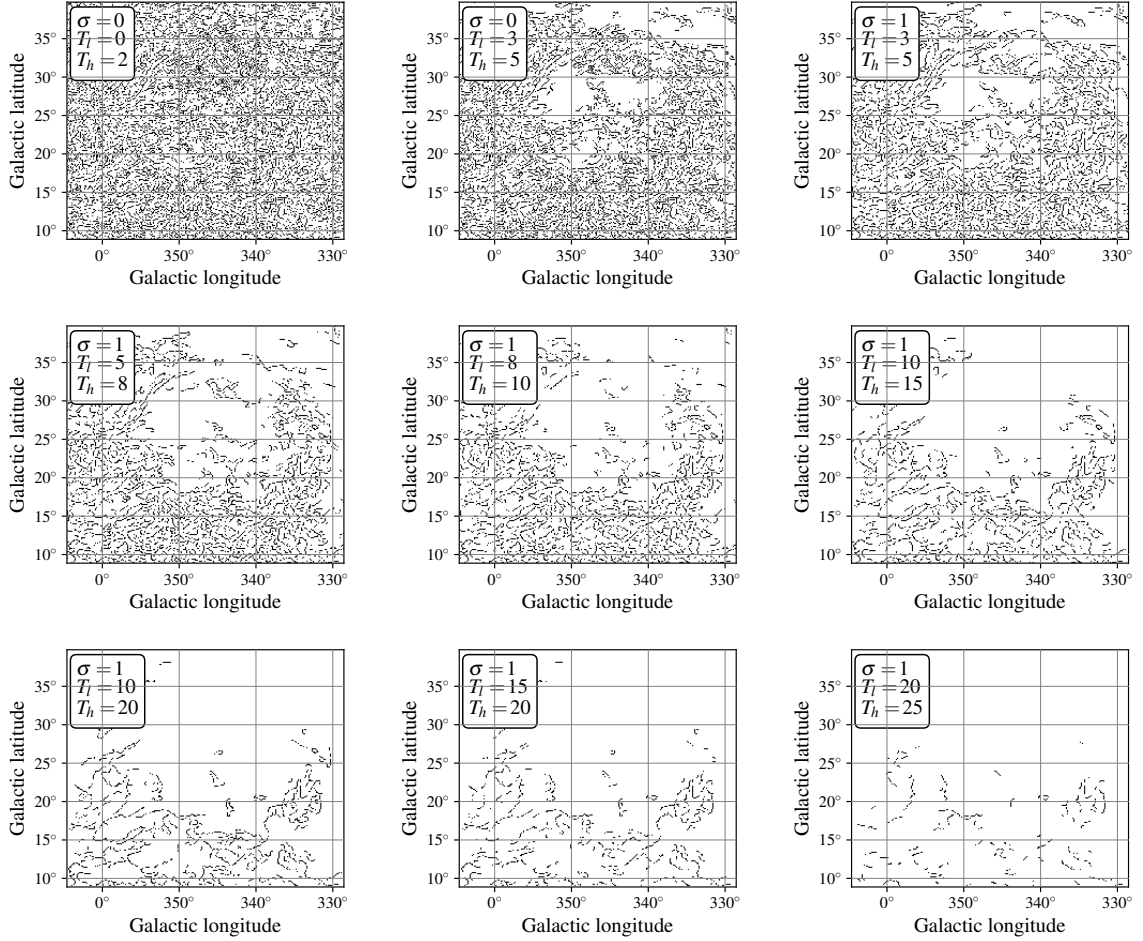 σ = 0
T_l = 0
T_h = 2
35°
30°
25°
20°
15°
10°
Galactic latitude
0°
350°
340°
330°
Galactic longitude
σ = 0
T_l = 3
T_h = 5
35°
30°
25°
20°
15°
10°
Galactic latitude
0°
350°
340°
330°
Galactic longitude
σ = 1
T_l = 3
T_h = 5
35°
30°
25°
20°
15°
10°
Galactic latitude
0°
350°
340°
330°
Galactic longitude
σ = 1
T_l = 5
T_h = 8
35°
30°
25°
20°
15°
10°
Galactic latitude
0°
350°
340°
330°
Galactic longitude
σ = 1
T_l = 8
T_h = 10
35°
30°
25°
20°
15°
10°
Galactic latitude
0°
350°
340°
330°
Galactic longitude
σ = 1
T_l = 10
T_h = 15
35°
30°
25°
20°
15°
10°
Galactic latitude
0°
350°
340°
330°
Galactic longitude
σ = 1
T_l = 10
T_h = 20
35°
30°
25°
20°
15°
10°
Galactic latitude
0°
350°
340°
330°
Galactic longitude
σ = 1
T_l = 15
T_h = 20
35°
30°
25°
20°
15°
10°
Galactic latitude
0°
350°
340°
330°
Galactic longitude
σ = 1
T_l = 20
T_h = 25
35°
30°
25°
20°
15°
10°
Galactic latitude
0°
350°
340°
330°
Galactic longitude